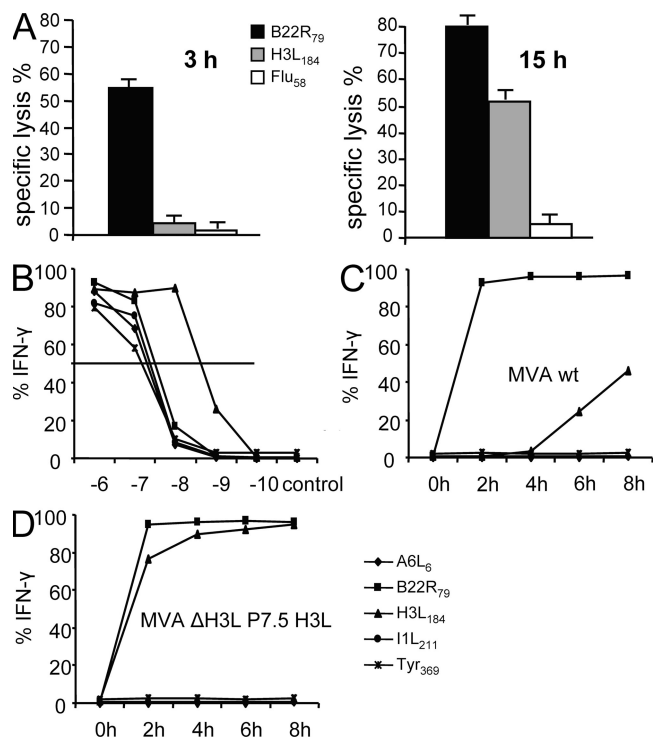 A
specific lysis %
80
70
60
50
40
30
20
10
0
3 h
B22R79
H3L184
Flu58
specific lysis %
80
70
60
50
40
30
20
10
0
15 h
B
% IFN-γ
100
80
60
40
20
0
-6 -7 -8 -9 -10 control
C
% IFN-γ
100
80
60
40
20
0
MVA wt
0h 2h 4h 6h 8h
D
% IFN-γ
100
80
60
40
20
0
MVA ΔH3L P7.5 H3L
0h 2h 4h 6h 8h
A6L6
B22R79
H3L184
I1L211
Tyr369